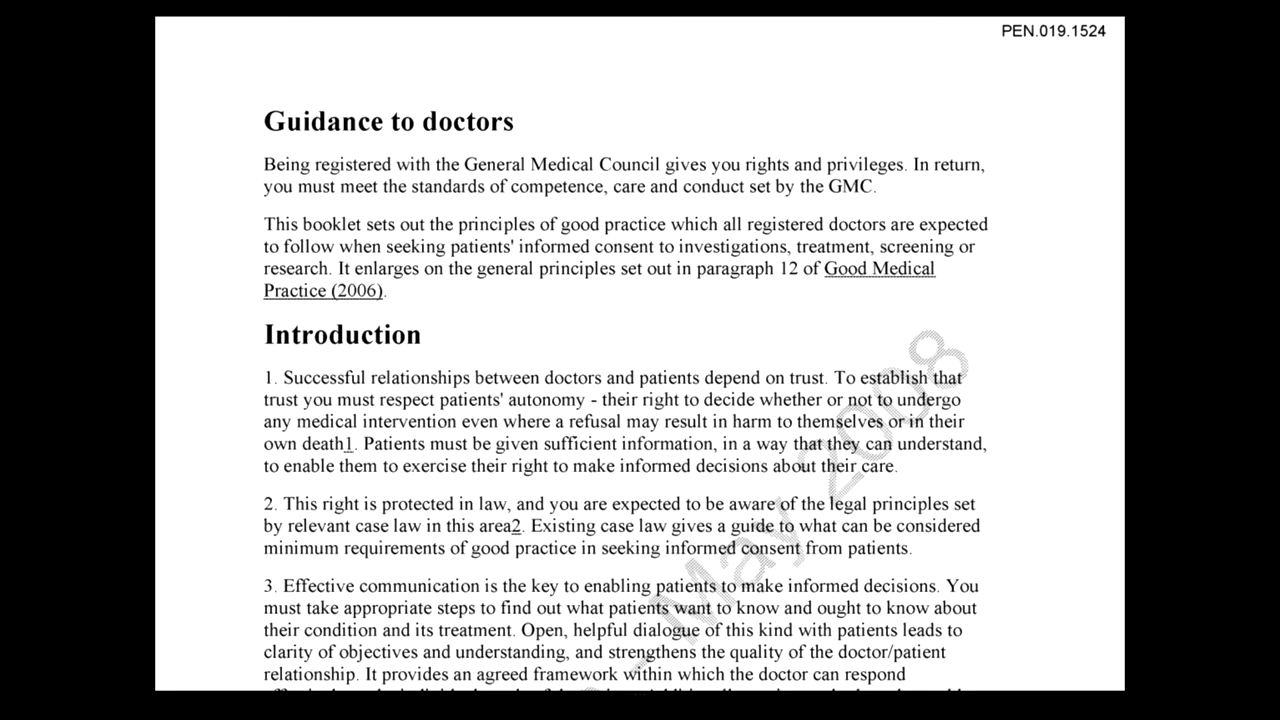 PEN.019.1524
Guidance to doctors
Being registered with the General Medical Council gives you rights and privileges. In return,
you must meet the standards of competence, care and conduct set by the GMC.
This booklet sets out the principles of good practice which all registered doctors are expected
to follow when seeking patients' informed consent to investigations, treatment, screening or
research. It enlarges on the general principles set out in paragraph 12 of Good Medical
Practice (2006).
Introduction
1. Successful relationships between doctors and patients depend on trust. To establish that
trust you must respect patients' autonomy - their right to decide whether or not to undergo
any medical intervention even where a refusal may result in harm to themselves or in their
own death1. Patients must be given sufficient information, in a way that they can understand,
to enable them to exercise their right to make informed decisions about their care.
2. This right is protected in law, and you are expected to be aware of the legal principles set
by relevant case law in this area2. Existing case law gives a guide to what can be considered
minimum requirements of good practice in seeking informed consent from patients.
3. Effective communication is the key to enabling patients to make informed decisions. You
must take appropriate steps to find out what patients want to know and ought to know about
their condition and its treatment. Open, helpful dialogue of this kind with patients leads to
clarity of objectives and understanding, and strengthens the quality of the doctor/patient
relationship. It provides an agreed framework within which the doctor can respond
- May 2008